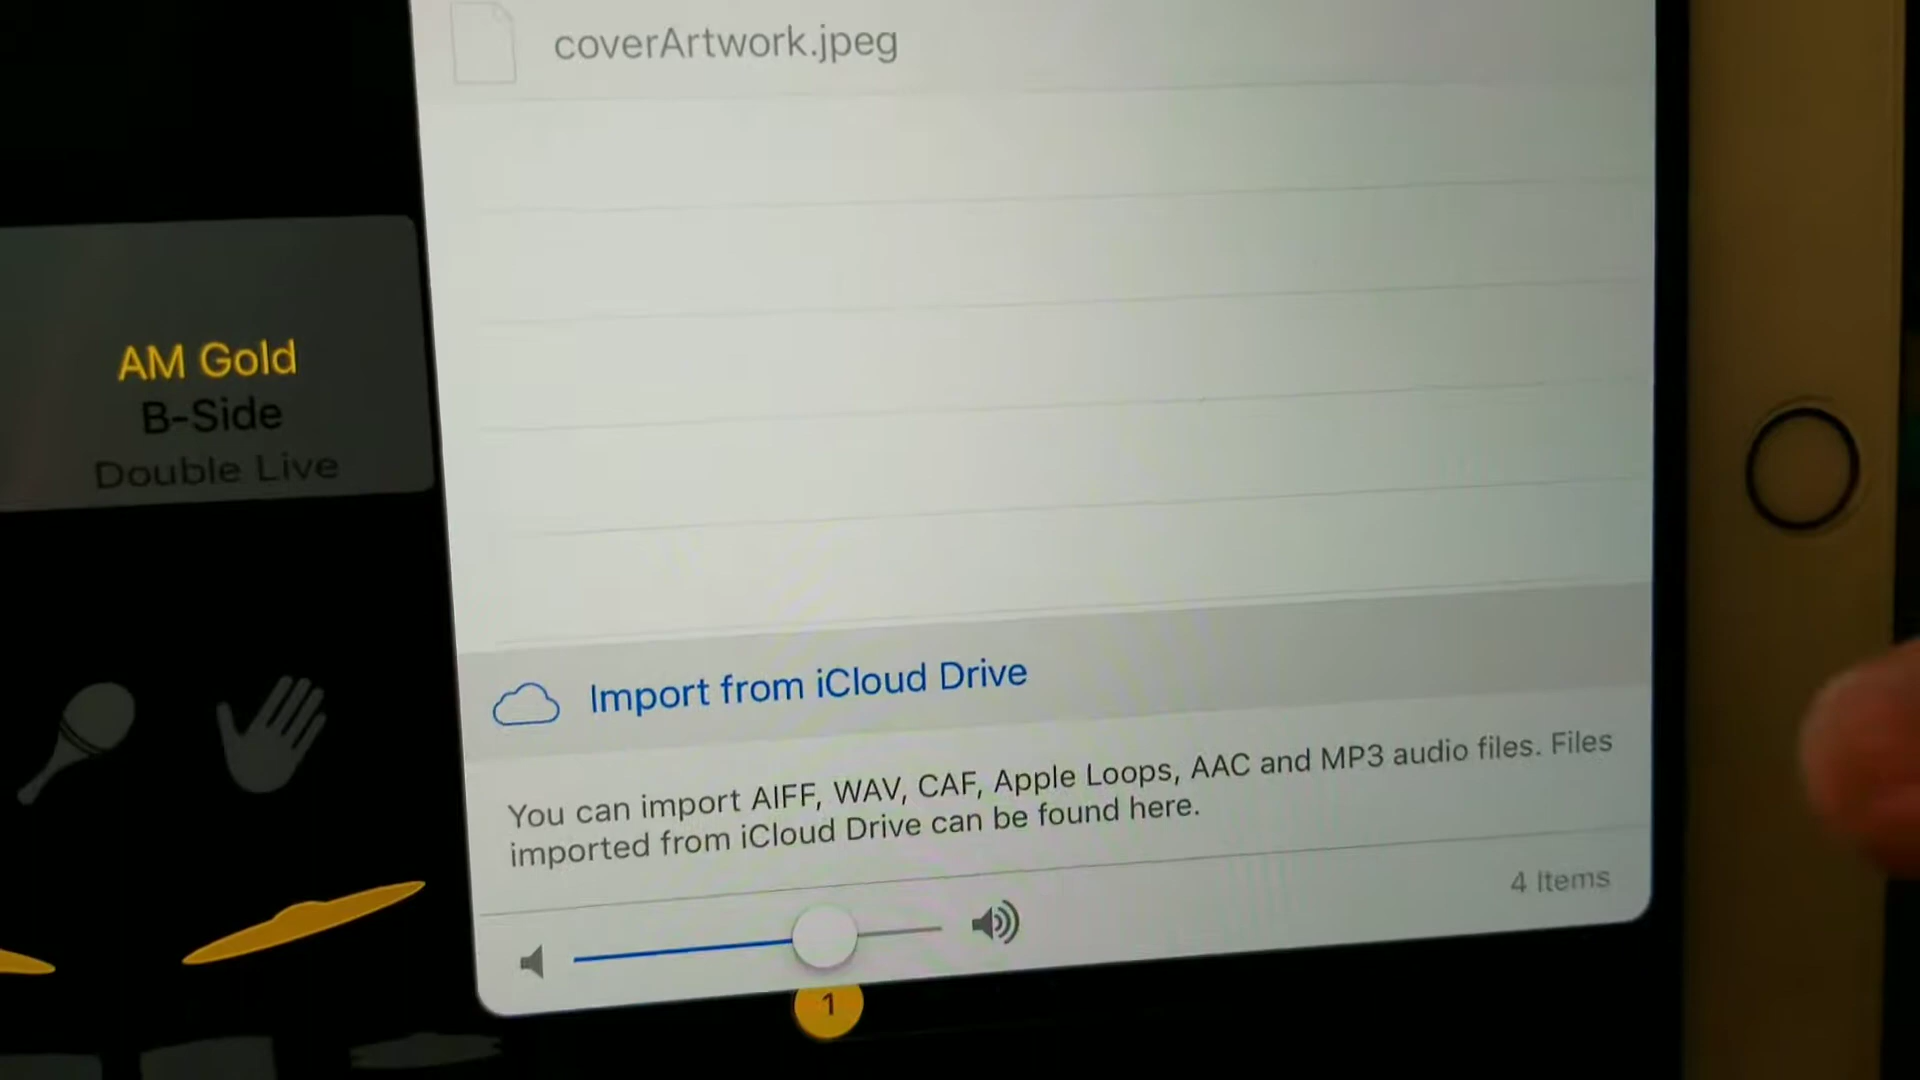 coverArtwork.jpeg
AM Gold
B-Side
Double Live
Import from iCloud Drive
You can import AIFF, WAV, CAF, Apple Loops, AAC and MP3 audio files. Files
imported from iCloud Drive can be found here.
4 Items
1